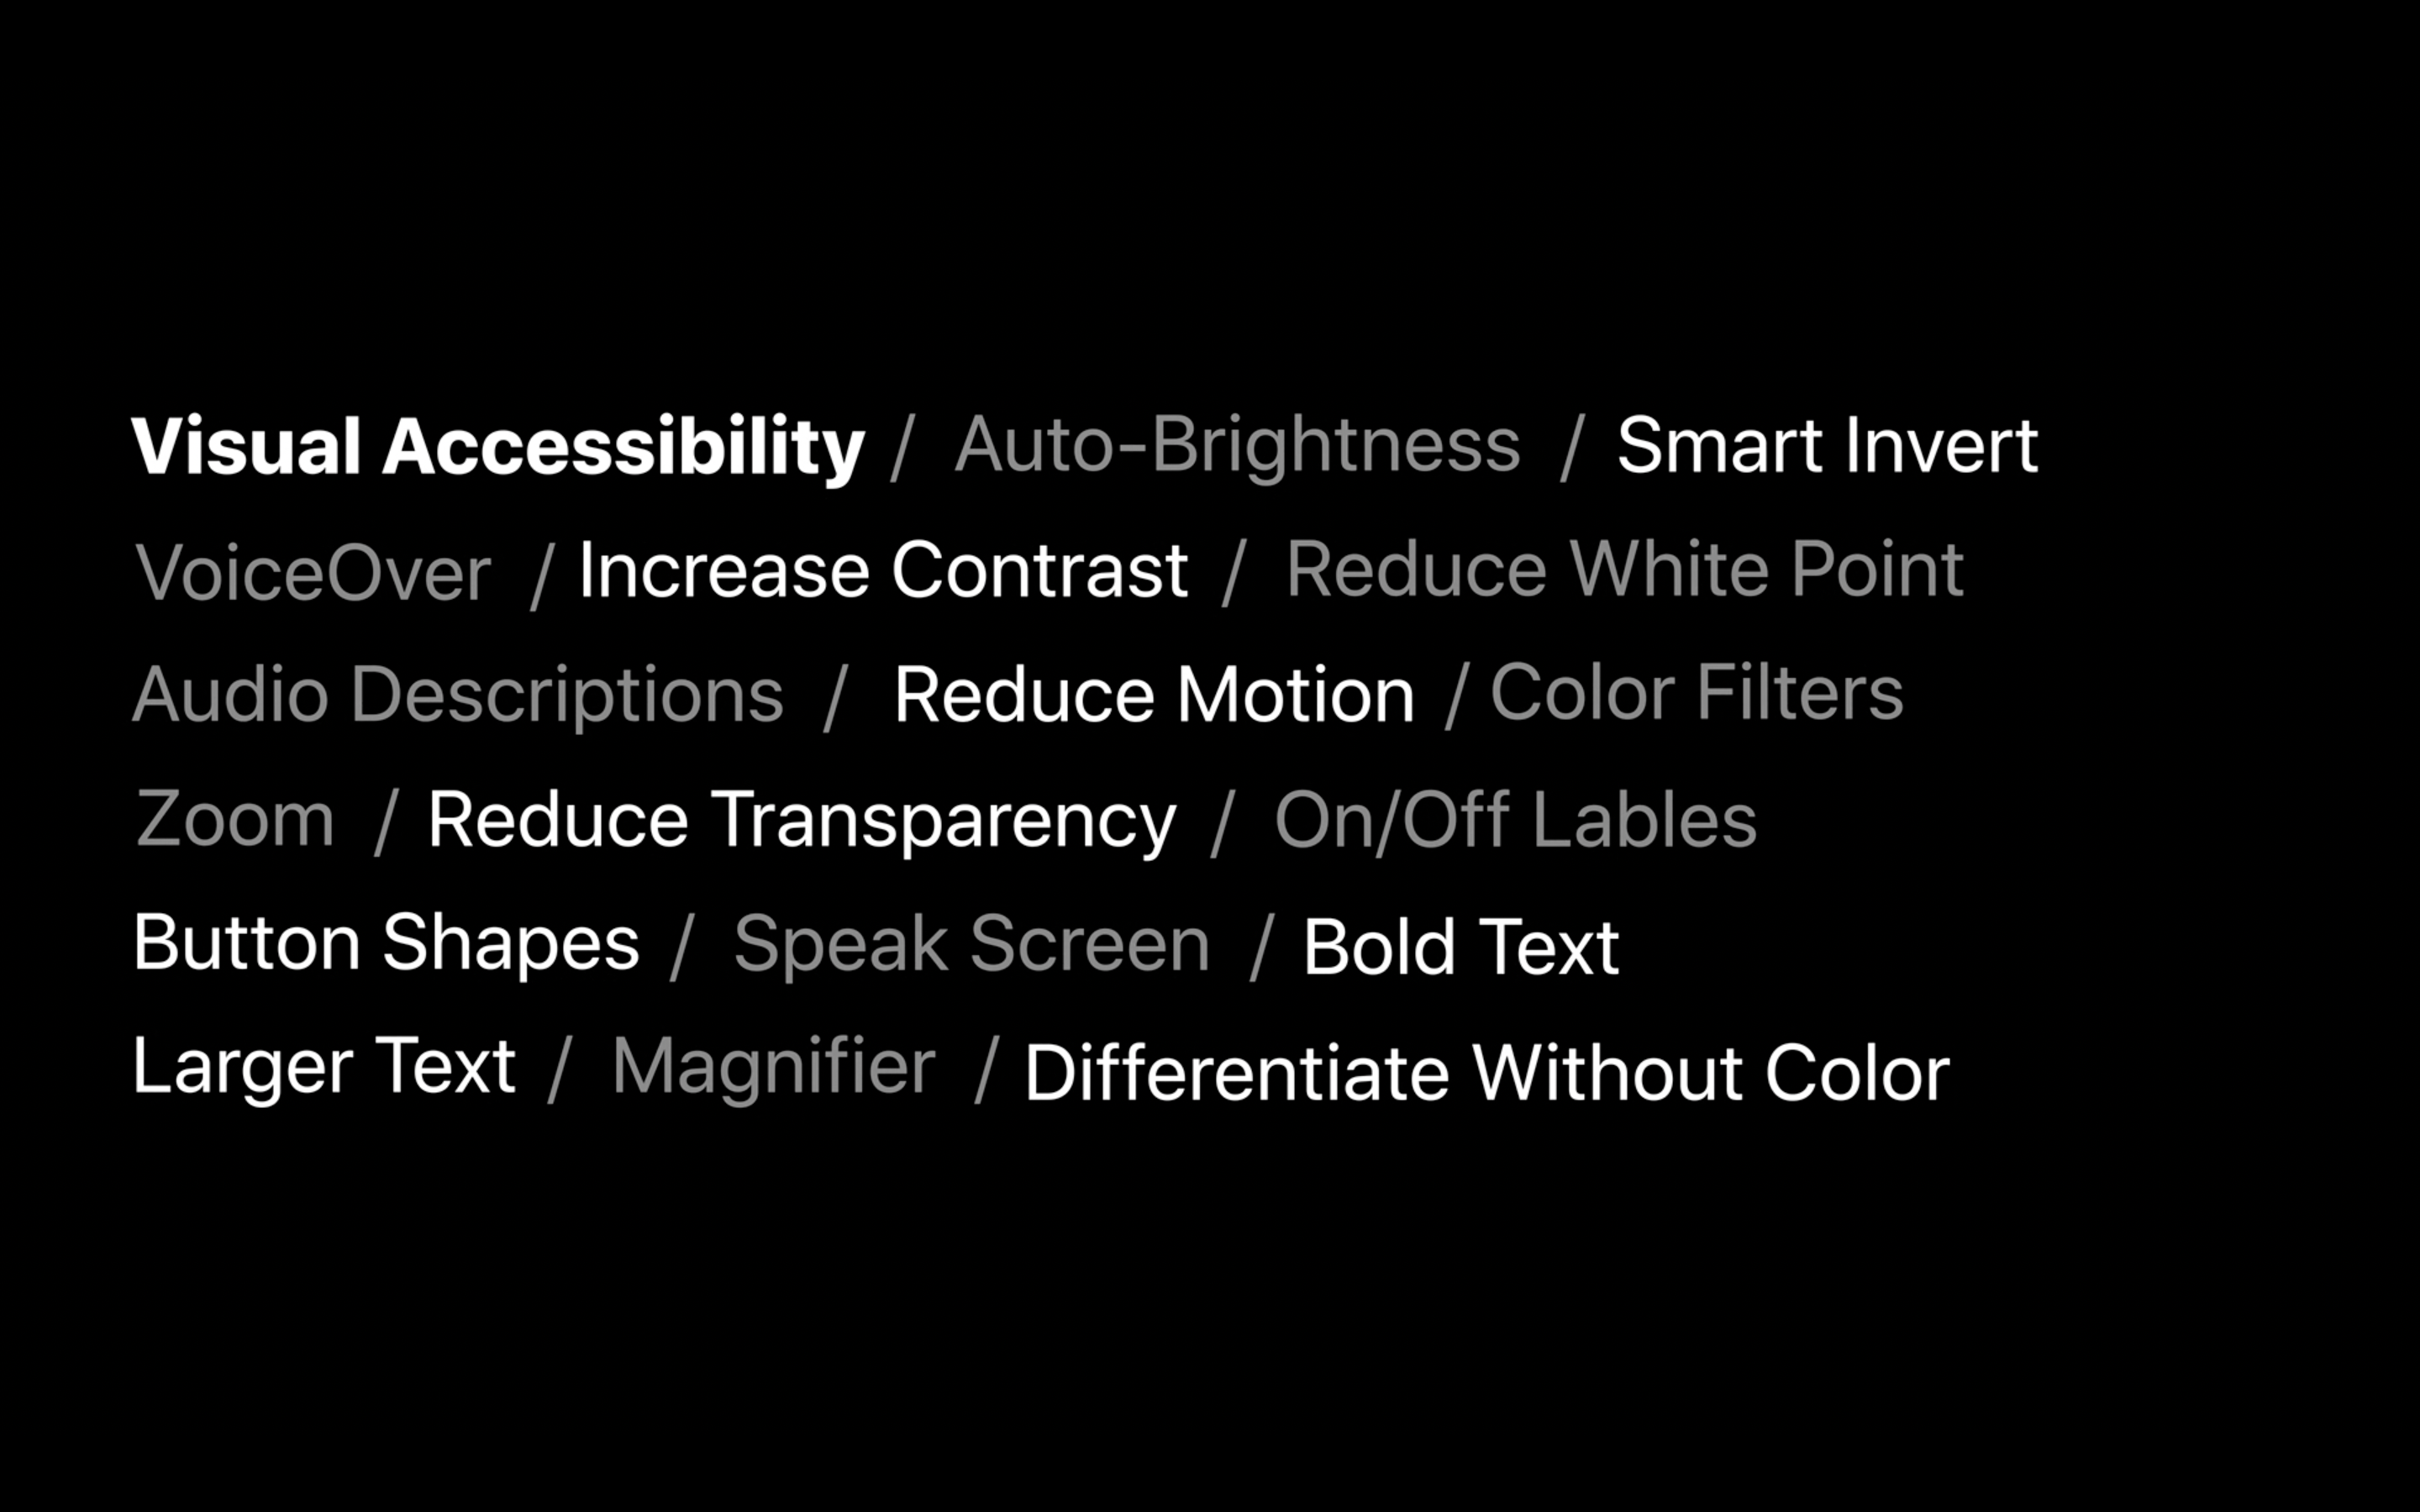 Visual Accessibility / Auto-Brightness / Smart Invert
VoiceOver / Increase Contrast / Reduce White Point
Audio Descriptions / Reduce Motion / Color Filters
Zoom / Reduce Transparency / On/Off Lables
Button Shapes / Speak Screen / Bold Text
Larger Text / Magnifier / Differentiate Without Color